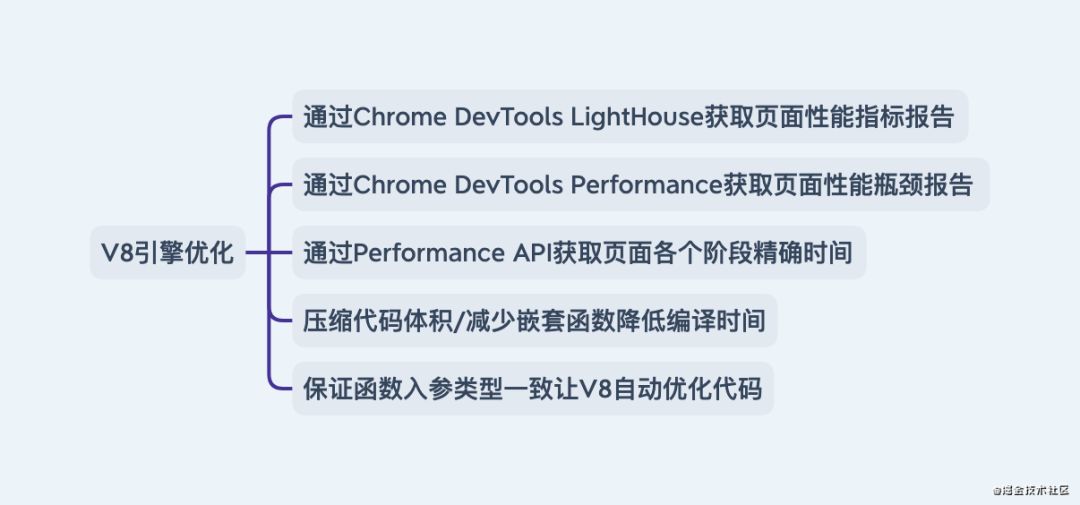 通过Chrome DevTools LightHouse获取页面性能指标报告
通过Chrome DevTools Performance获取页面性能瓶颈报告
V8引擎优化
通过Performance API获取页面各个阶段精确时间
压缩代码体积/减少嵌套函数降低编译时间
保证函数入参类型一致让V8自动优化代码
@掘金技术社区